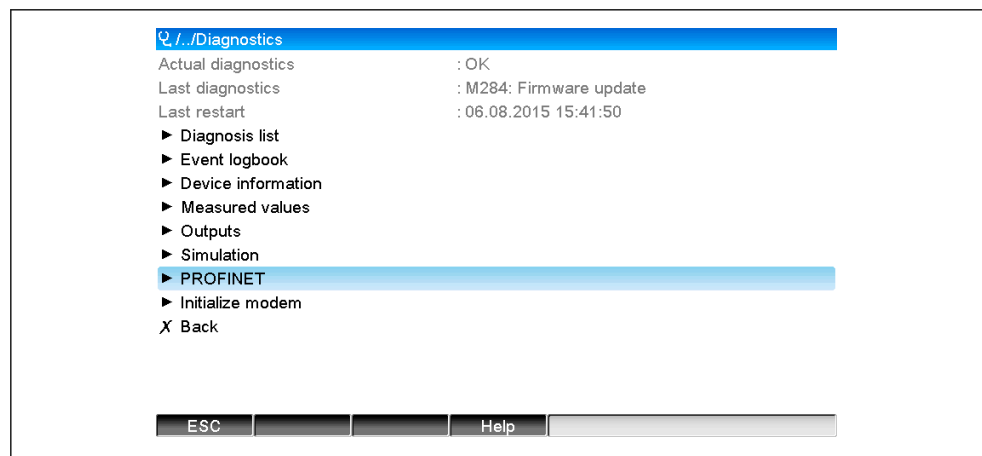 /../Diagnostics
Actual diagnostics : OK
Last diagnostics : M284: Firmware update
Last restart : 06.08.2015 15:41:50
► Diagnosis list
► Event logbook
► Device information
► Measured values
► Outputs
► Simulation
► PROFINET
► Initialize modem
X Back
ESC Help